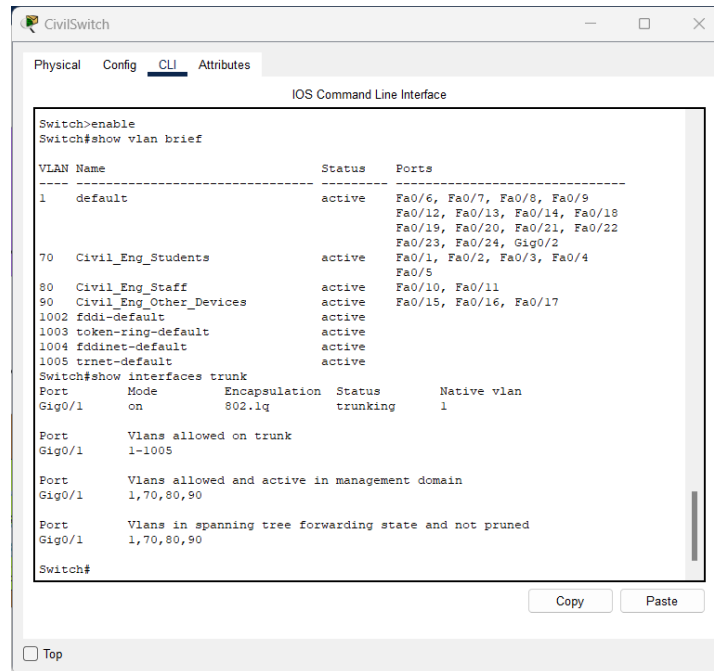 CivilSwitch
Physical Config CLI Attributes
IOS Command Line Interface
Switch>enable
Switch#show vlan brief
VLAN Name                             Status    Ports
---- -------------------------------- --------- -------------------------------
1    default                          active    Fa0/6, Fa0/7, Fa0/8, Fa0/9
                                                Fa0/12, Fa0/13, Fa0/14, Fa0/18
                                                Fa0/19, Fa0/20, Fa0/21, Fa0/22
                                                Fa0/23, Fa0/24, Gig0/2
70   Civil_Eng_Students               active    Fa0/1, Fa0/2, Fa0/3, Fa0/4
                                                Fa0/5
80   Civil_Eng_Staff                  active    Fa0/10, Fa0/11
90   Civil_Eng_Other_Devices          active    Fa0/15, Fa0/16, Fa0/17
1002 fddi-default                     active
1003 token-ring-default               active
1004 fddinet-default                  active
1005 trnet-default                    active
Switch#show interfaces trunk
Port        Mode         Encapsulation  Status        Native vlan
Gig0/1      on           802.1q         trunking      1
Port        Vlans allowed on trunk
Gig0/1      1-1005
Port        Vlans allowed and active in management domain
Gig0/1      1,70,80,90
Port        Vlans in spanning tree forwarding state and not pruned
Gig0/1      1,70,80,90
Switch#
Copy Paste
Top